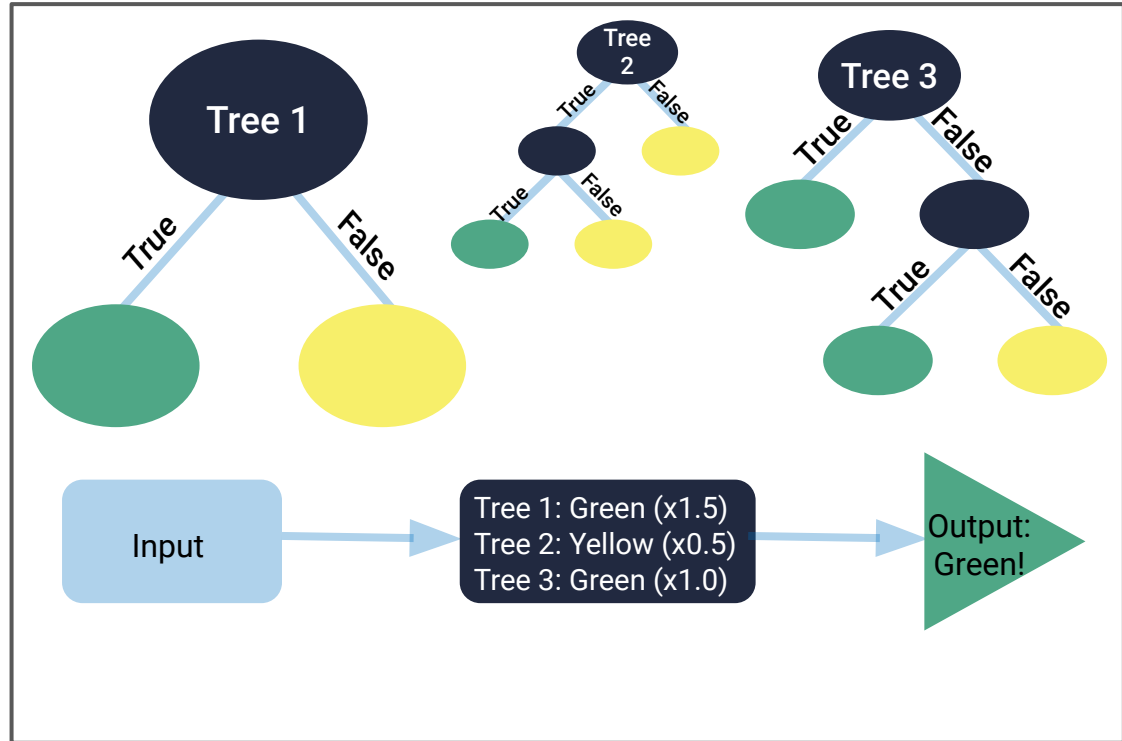 Tree 1
True
False
Tree
2
True
False
True
False
Tree 3
True
False
True
False
Input
Tree 1: Green (x1.5)
Tree 2: Yellow (x0.5)
Tree 3: Green (x1.0)
Output:
Green!